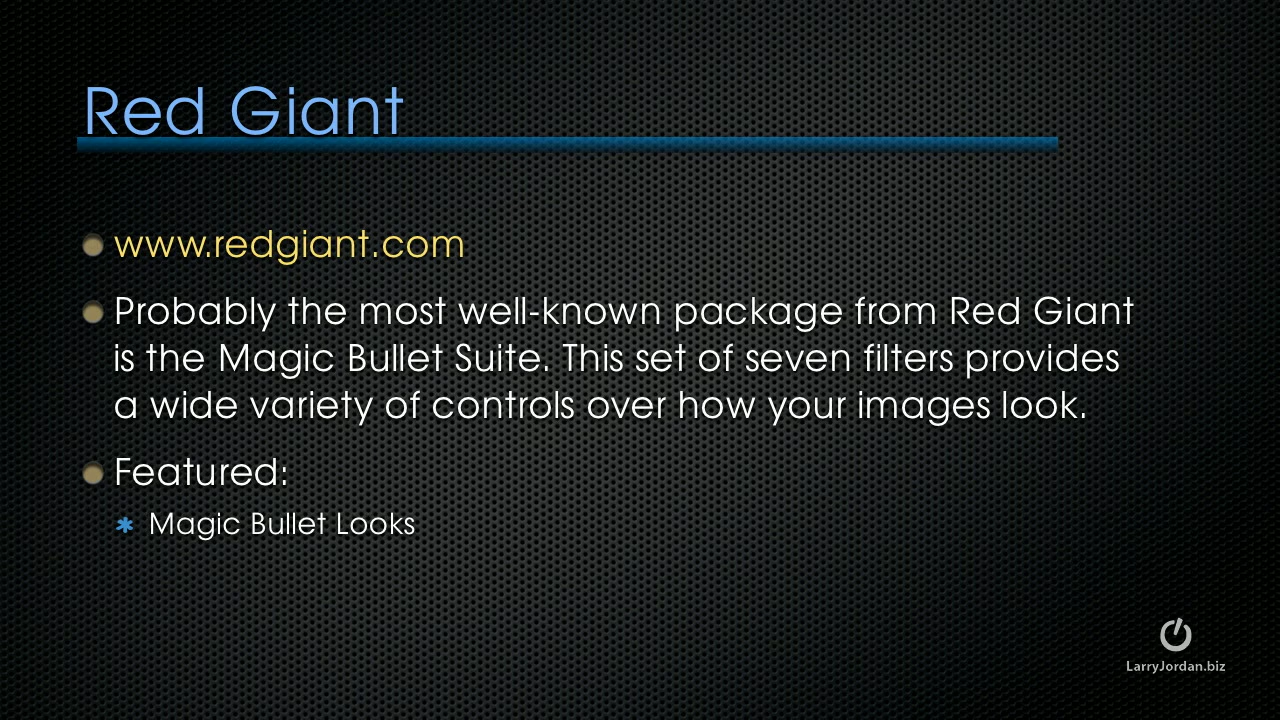 Red Giant
www.redgiant.com
Probably the most well-known package from Red Giant
is the Magic Bullet Suite. This set of seven filters provides
a wide variety of controls over how your images look.
Featured:
Magic Bullet Looks
LarryJordan.biz